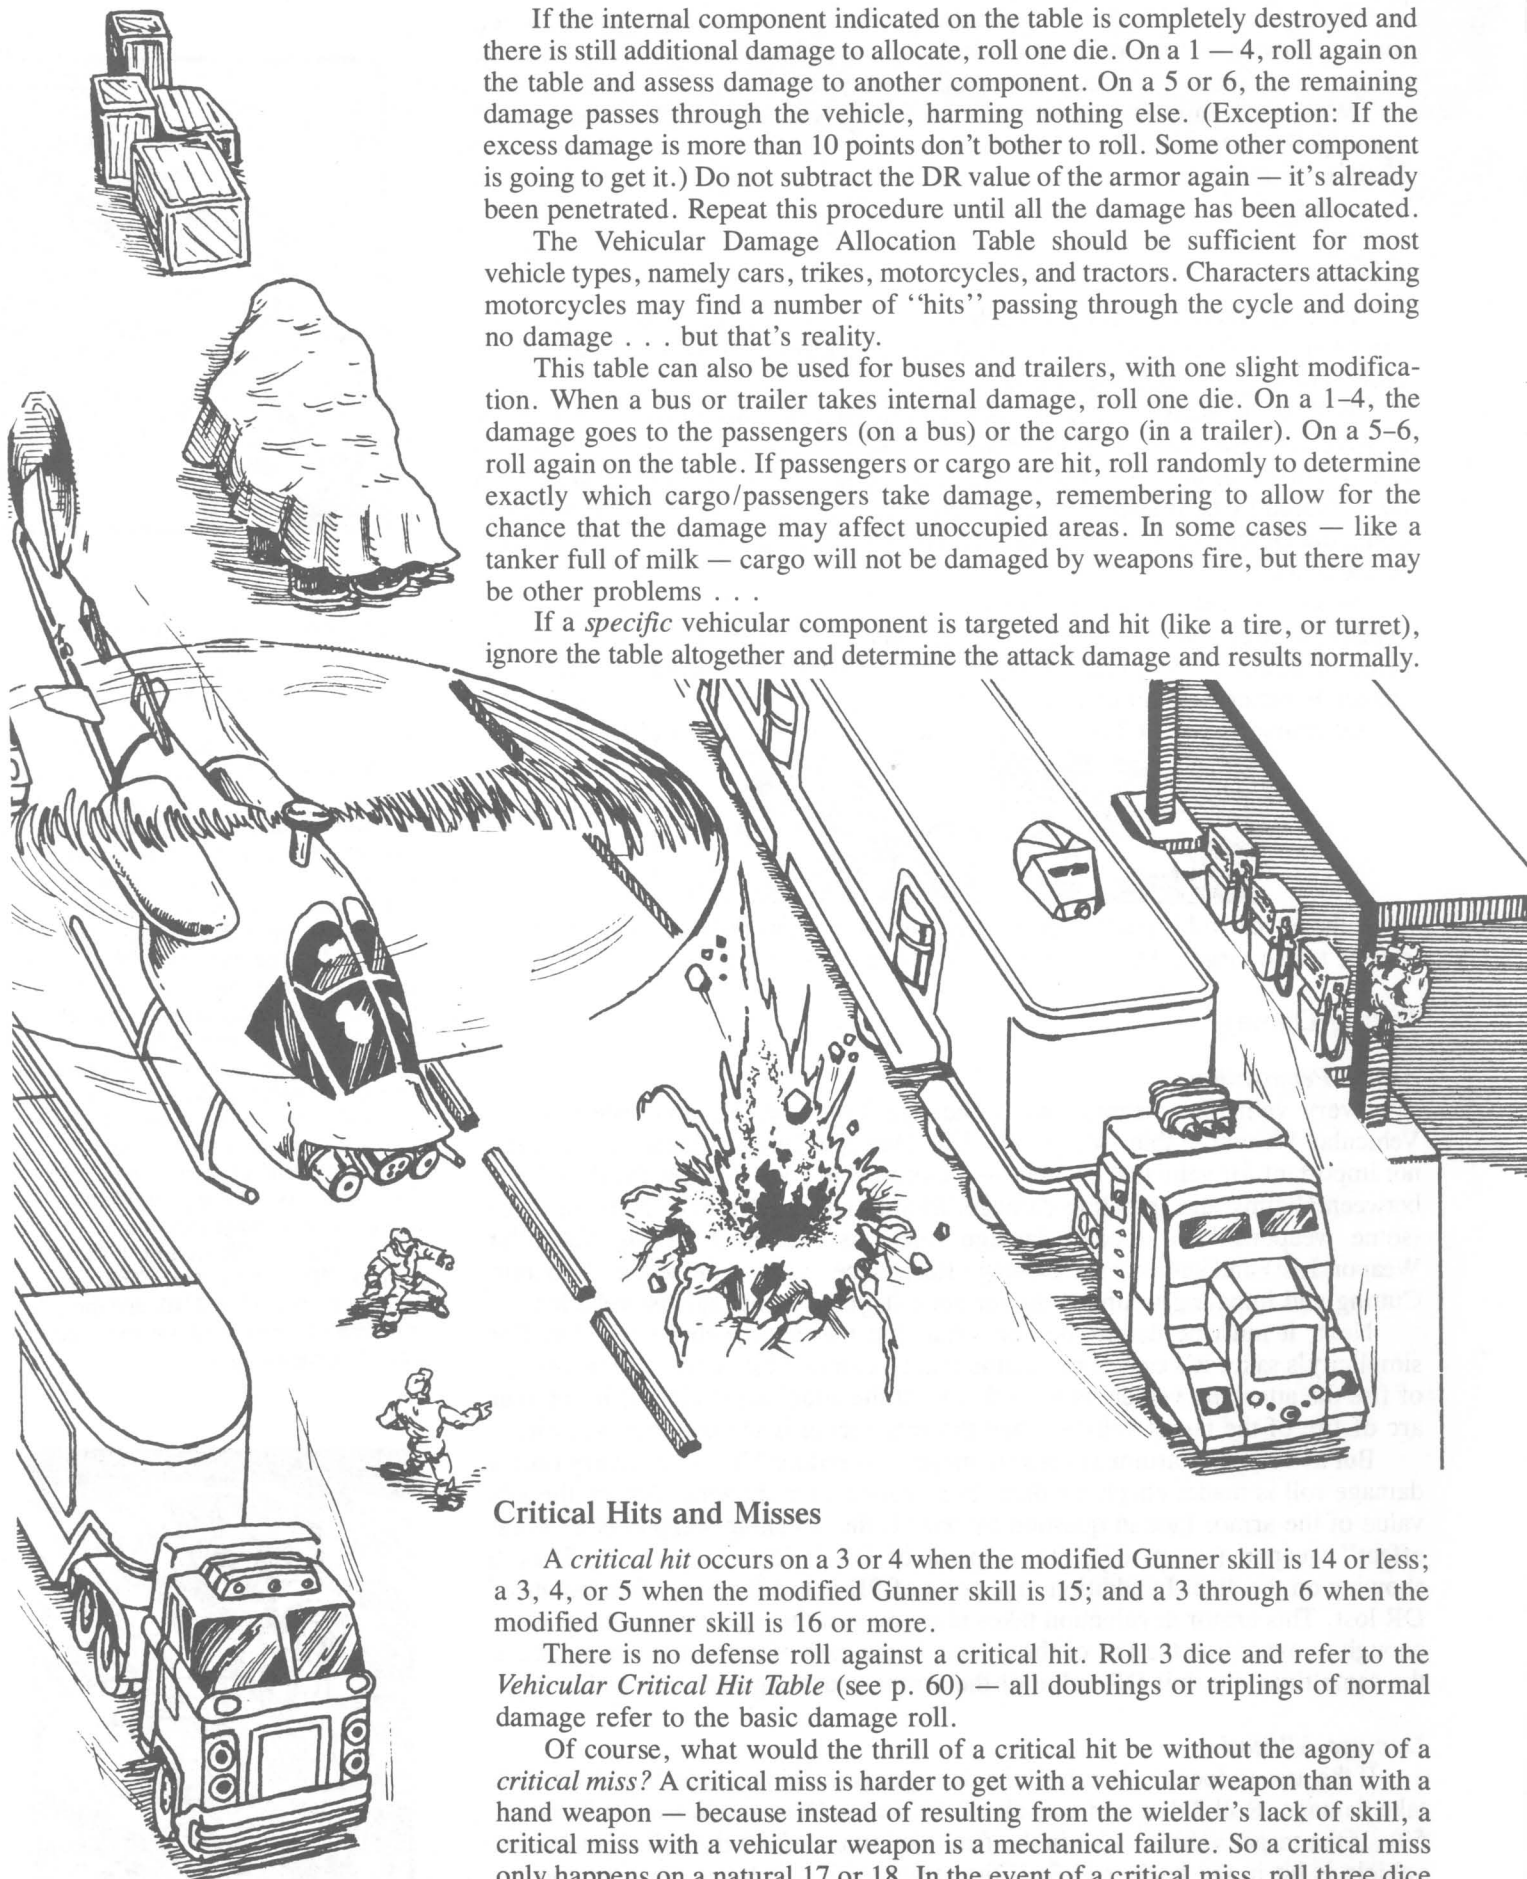 If the internal component indicated on the table is completely destroyed and
there is still additional damage to allocate, roll one die. On a 1 — 4, roll again on
the table and assess damage to another component. On a 5 or 6, the remaining
damage passes through the vehicle, harming nothing else. (Exception: If the
excess damage is more than 10 points don't bother to roll. Some other component
is going to get it.) Do not subtract the DR value of the armor again — it's already
been penetrated. Repeat this procedure until all the damage has been allocated.
The Vehicular Damage Allocation Table should be sufficient for most
vehicle types, namely cars, trikes, motorcycles, and tractors. Characters attacking
motorcycles may find a number of "hits" passing through the cycle and doing
no damage . . . but that's reality.
This table can also be used for buses and trailers, with one slight modifica-
tion. When a bus or trailer takes internal damage, roll one die. On a 1–4, the
damage goes to the passengers (on a bus) or the cargo (in a trailer). On a 5–6,
roll again on the table. If passengers or cargo are hit, roll randomly to determine
exactly which cargo/passengers take damage, remembering to allow for the
chance that the damage may affect unoccupied areas. In some cases — like a
tanker full of milk — cargo will not be damaged by weapons fire, but there may
be other problems . . .
If a specific vehicular component is targeted and hit (like a tire, or turret),
ignore the table altogether and determine the attack damage and results normally.
Critical Hits and Misses
A critical hit occurs on a 3 or 4 when the modified Gunner skill is 14 or less;
a 3, 4, or 5 when the modified Gunner skill is 15; and a 3 through 6 when the
modified Gunner skill is 16 or more.
There is no defense roll against a critical hit. Roll 3 dice and refer to the
Vehicular Critical Hit Table (see p. 60) — all doublings or triplings of normal
damage refer to the basic damage roll.
Of course, what would the thrill of a critical hit be without the agony of a
critical miss? A critical miss is harder to get with a vehicular weapon than with a
hand weapon — because instead of resulting from the wielder's lack of skill, a
critical miss with a vehicular weapon is a mechanical failure. So a critical miss
only happens on a natural 17 or 18. In the event of a critical miss, roll three dice